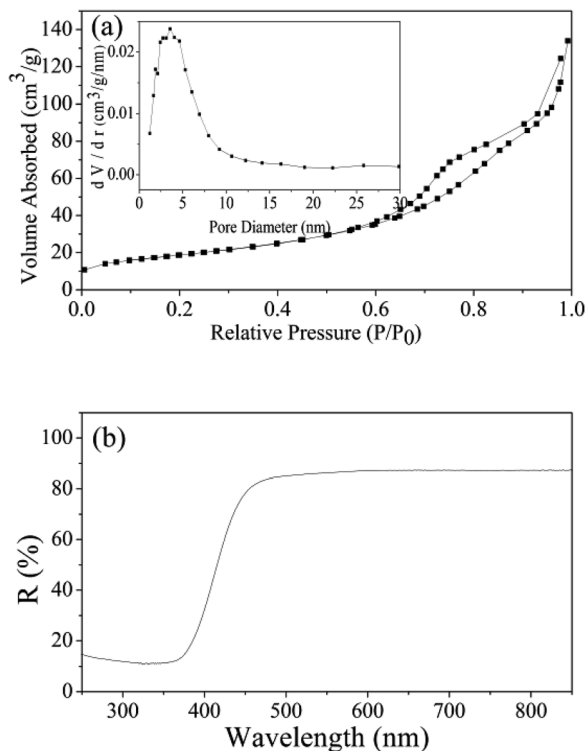 (a)
Volume Absorbed (cm³/g)
140
120
100
80
60
40
20
0
0.0 0.2 0.4 0.6 0.8 1.0
Relative Pressure (P/P₀)
d V / d r (cm³/g/nm)
0.02
0.01
0.00
0 5 10 15 20 25 30
Pore Diameter (nm)
(b)
R (%)
100
80
60
40
20
0
300 400 500 600 700 800
Wavelength (nm)